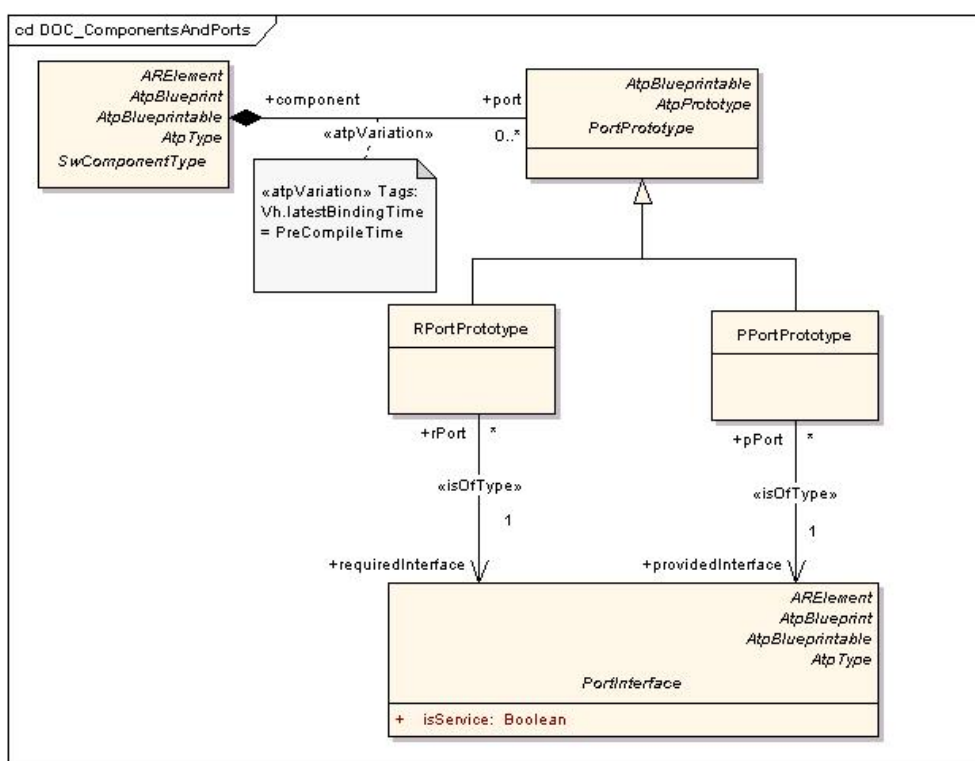 cd DOC_ComponentsAndPorts
ARElement
AtpBlueprint
AtpBlueprintable
AtpType
SwComponentType
+component
+port
«atpVariation»
0..*
AtpBlueprintable
AtpPrototype
PortPrototype
«atpVariation» Tags:
Vh.latestBindingTime
= PreCompileTime
RPortPrototype
PPortPrototype
+rPort
*
+pPort
*
«isOfType»
«isOfType»
1
1
+requiredInterface
+providedInterface
ARElement
AtpBlueprint
AtpBlueprintable
AtpType
PortInterface
+ isService: Boolean